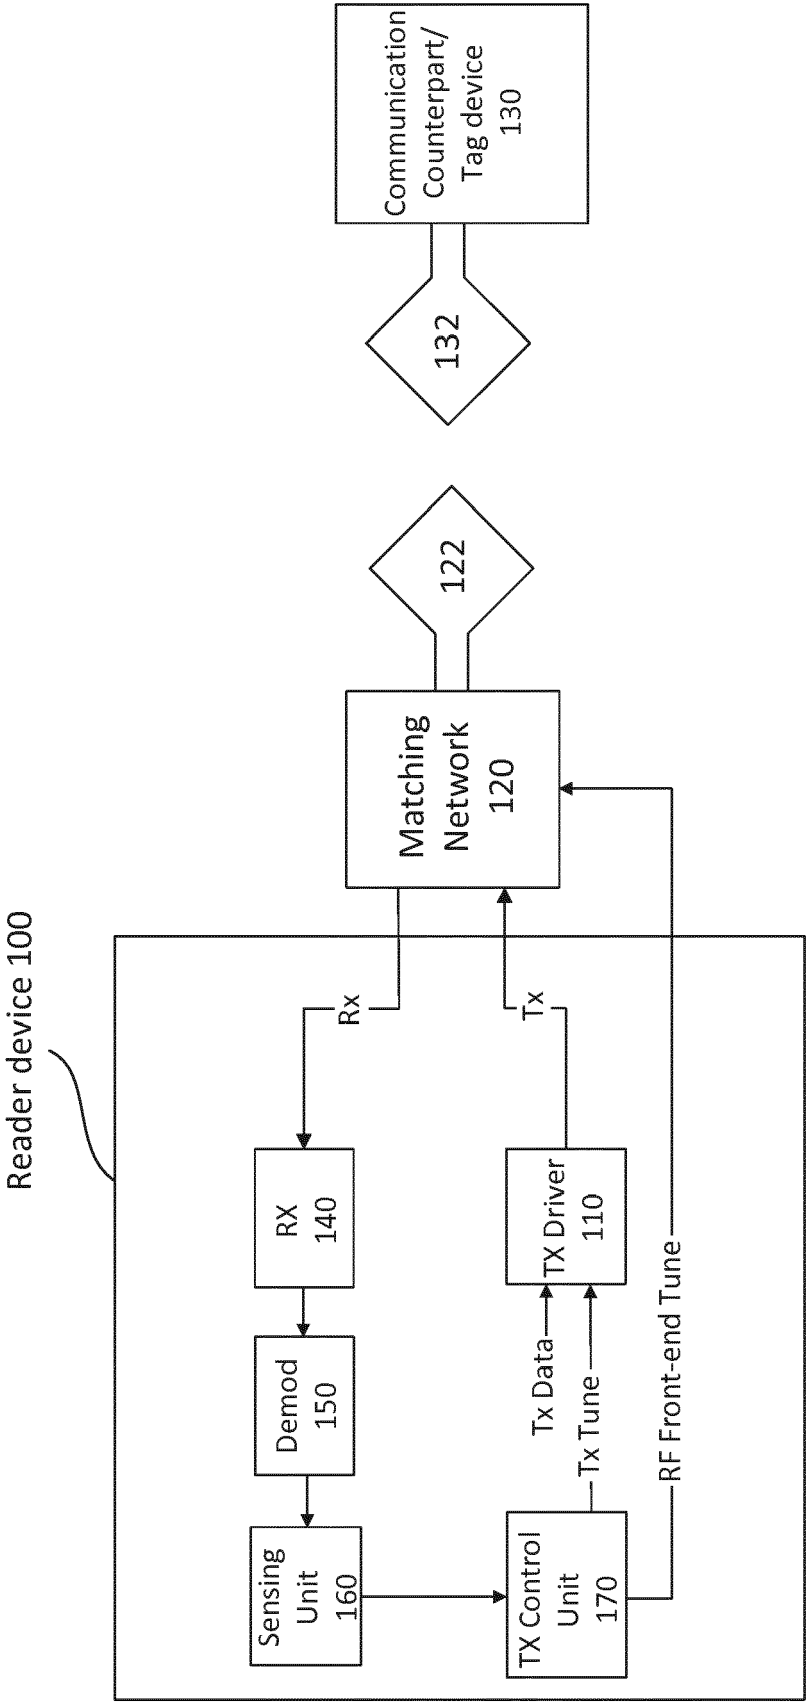 Reader device 100
Sensing
Unit
160
Demod
150
RX
140
Rx
Matching
Network
120
122
132
Communication
Counterpart/
Tag device
130
TX Control
Unit
170
Tx Data
Tx Tune
TX Driver
110
Tx
RF Front-end Tune